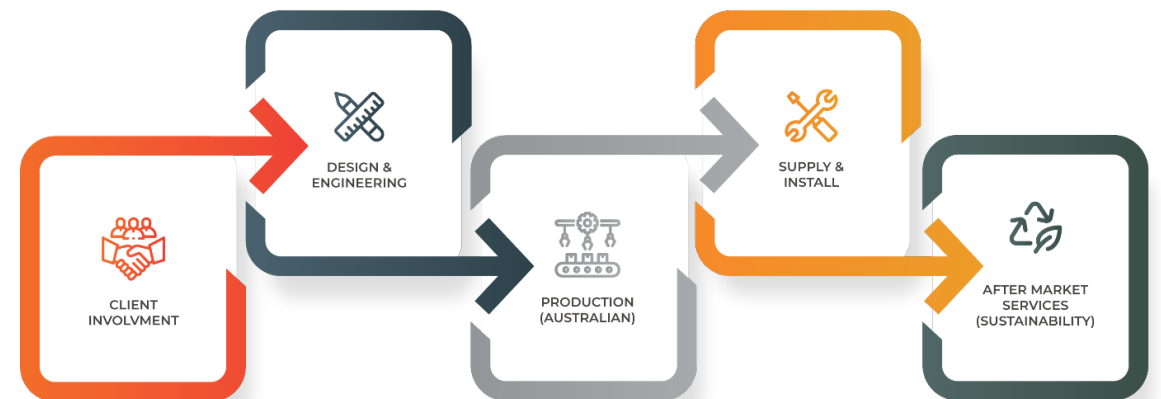 CLIENT
INVOLVMENT
DESIGN &
ENGINEERING
PRODUCTION
(AUSTRALIAN)
SUPPLY &
INSTALL
AFTER MARKET
SERVICES
(SUSTAINABILITY)